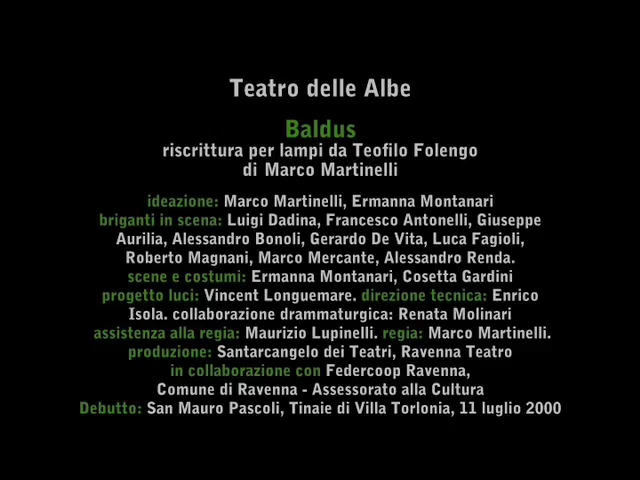 Teatro delle Albe
Baldus
riscrittura per lampi da Teofilo Folengo
di Marco Martinelli
ideazione: Marco Martinelli, Ermanna Montanari
briganti in scena: Luigi Dadina, Francesco Antonelli, Giuseppe
Aurilia, Alessandro Bonoli, Gerardo De Vita, Luca Fagioli,
Roberto Magnani, Marco Mercante, Alessandro Renda.
scene e costumi: Ermanna Montanari, Cosetta Gardini
progetto luci: Vincent Longuemare. direzione tecnica: Enrico
Isola. collaborazione drammaturgica: Renata Molinari
assistenza alla regia: Maurizio Lupinelli. regia: Marco Martinelli.
produzione: Santarcangelo dei Teatri, Ravenna Teatro
in collaborazione con Federcoop Ravenna,
Comune di Ravenna - Assessorato alla Cultura
Debutto: San Mauro Pascoli, Tinaie di Villa Torlonia, 11 luglio 2000